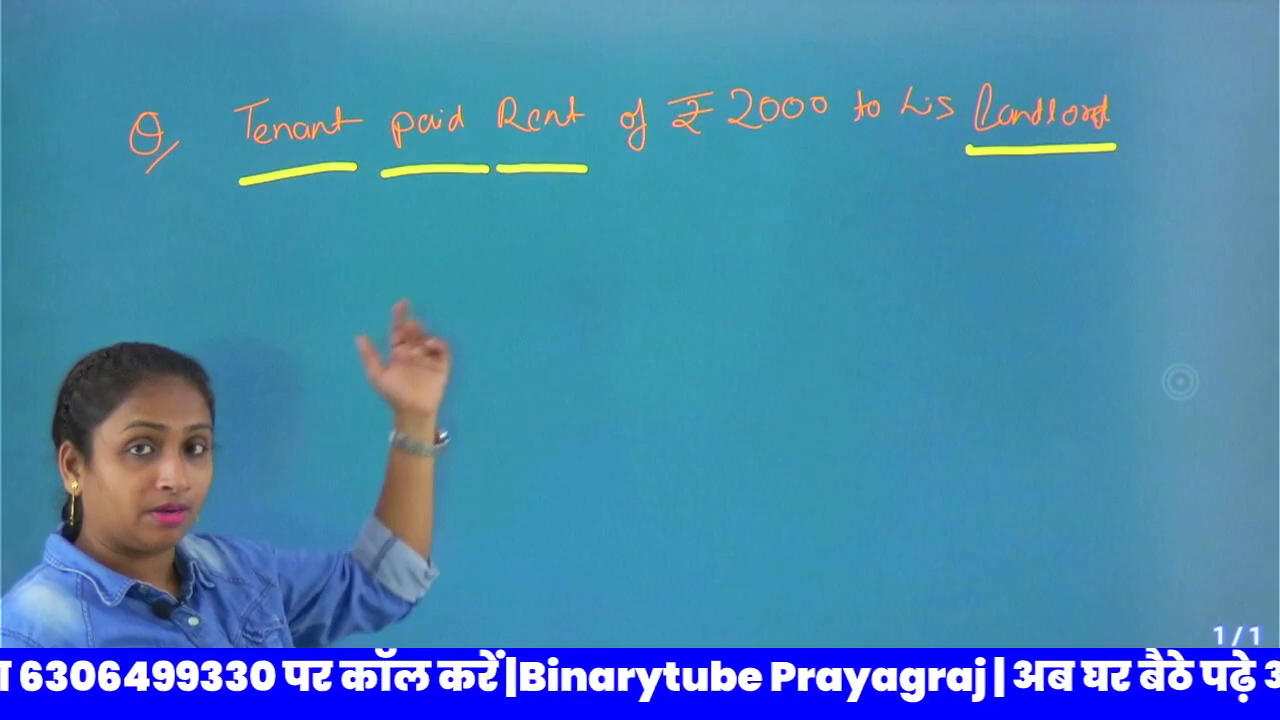 Q/ Tenant paid Rent of ₹ 2000 to his Landlord
1 / 1
6306499330 पर कॉल करें |Binarytube Prayagraj | अब घर बैठे पढ़े